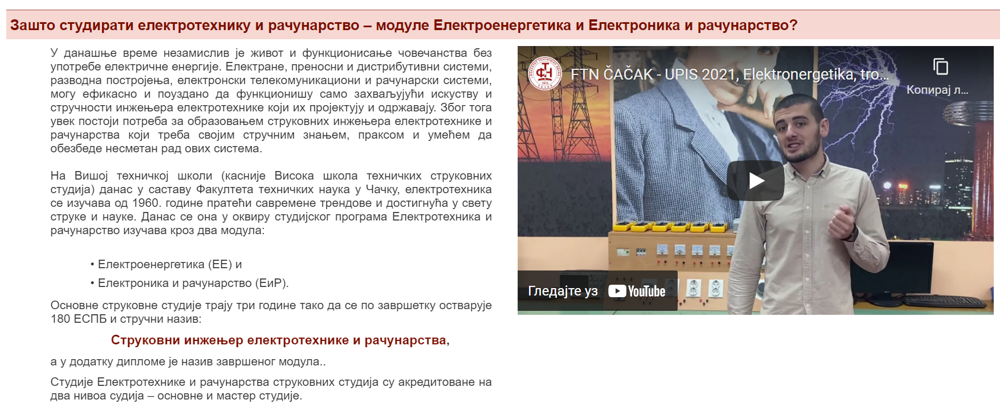 Зашто студирати електротехнику и рачунарство – модуле Електроенергетика и Електроника и рачунарство?
У данашње време незамислив је живот и функционисање човечанства без
употребе електричне енергије. Електране, преносни и дистрибутивни системи,
разводна постројења, електронски телекомуникациони и рачунарски системи,
могу ефикасно и поуздано да функционишу само захваљујући искуству и
стручности инжењера електротехнике који их пројектују и одржавају. Због тога
увек постоји потреба за образовањем струковних инжењера електротехнике и
рачунарства који треба својим стручним знањем, праксом и умећем да
обезбеде несметан рад ових система.
На Вишој техничкој школи (касније Висока школа техничких струковних
студија) данас у саставу Факултета техничких наука у Чачку, електротехника
се изучава од 1960. године пратећи савремене трендове и достигнућа у свету
струке и науке. Данас се она у оквиру студијског програма Електротехника и
рачунарство изучава кроз два модула:
• Електроенергетика (ЕЕ) и
• Електроника и рачунарство (ЕиР).
Основне струковне студије трају три године тако да се по завршетку остварује
180 ЕСПБ и стручни назив:
Струковни инжењер електротехнике и рачунарства,
а у додатку дипломе је назив завршеног модула..
Студије Електротехнике и рачунарства струковних студија су акредитоване на
два нивоа судија – основне и мастер студије.
FTN ČAČAK - UPIS 2021, Elektronergetika, tro...
Копирај л...
Гледајте уз YouTube